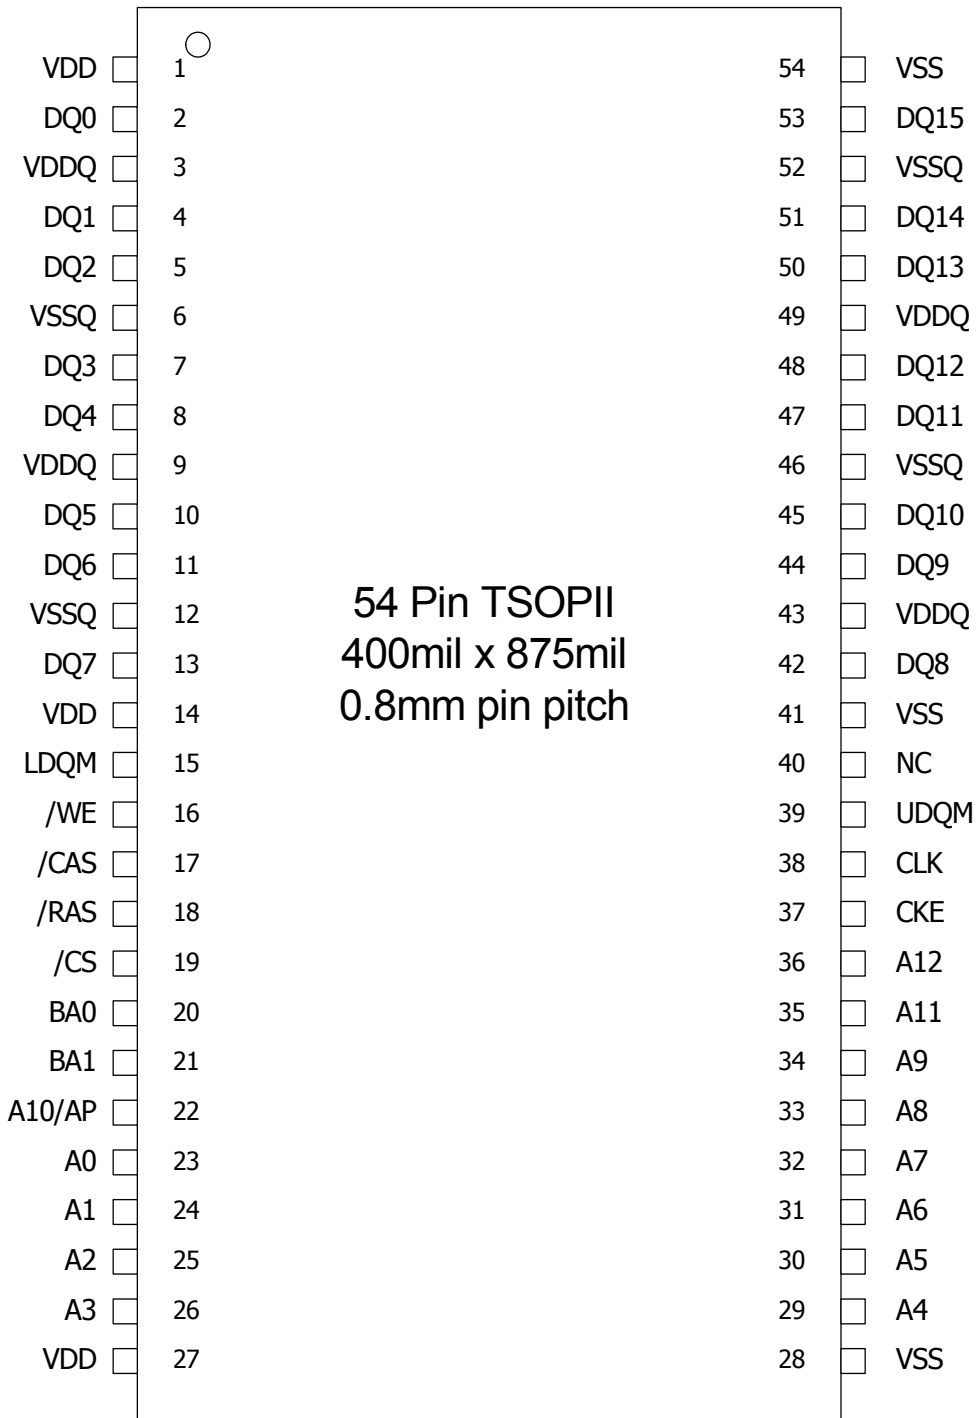 VDD 1 54 VSS
DQ0 2 53 DQ15
VDDQ 3 52 VSSQ
DQ1 4 51 DQ14
DQ2 5 50 DQ13
VSSQ 6 49 VDDQ
DQ3 7 48 DQ12
DQ4 8 47 DQ11
VDDQ 9 46 VSSQ
DQ5 10 45 DQ10
DQ6 11 44 DQ9
54 Pin TSOPII
VSSQ 12 43 VDDQ
400mil x 875mil
DQ7 13 42 DQ8
0.8mm pin pitch
VDD 14 41 VSS
LDQM 15 40 NC
/WE 16 39 UDQM
/CAS 17 38 CLK
/RAS 18 37 CKE
/CS 19 36 A12
BA0 20 35 A11
BA1 21 34 A9
A10/AP 22 33 A8
A0 23 32 A7
A1 24 31 A6
A2 25 30 A5
A3 26 29 A4
VDD 27 28 VSS